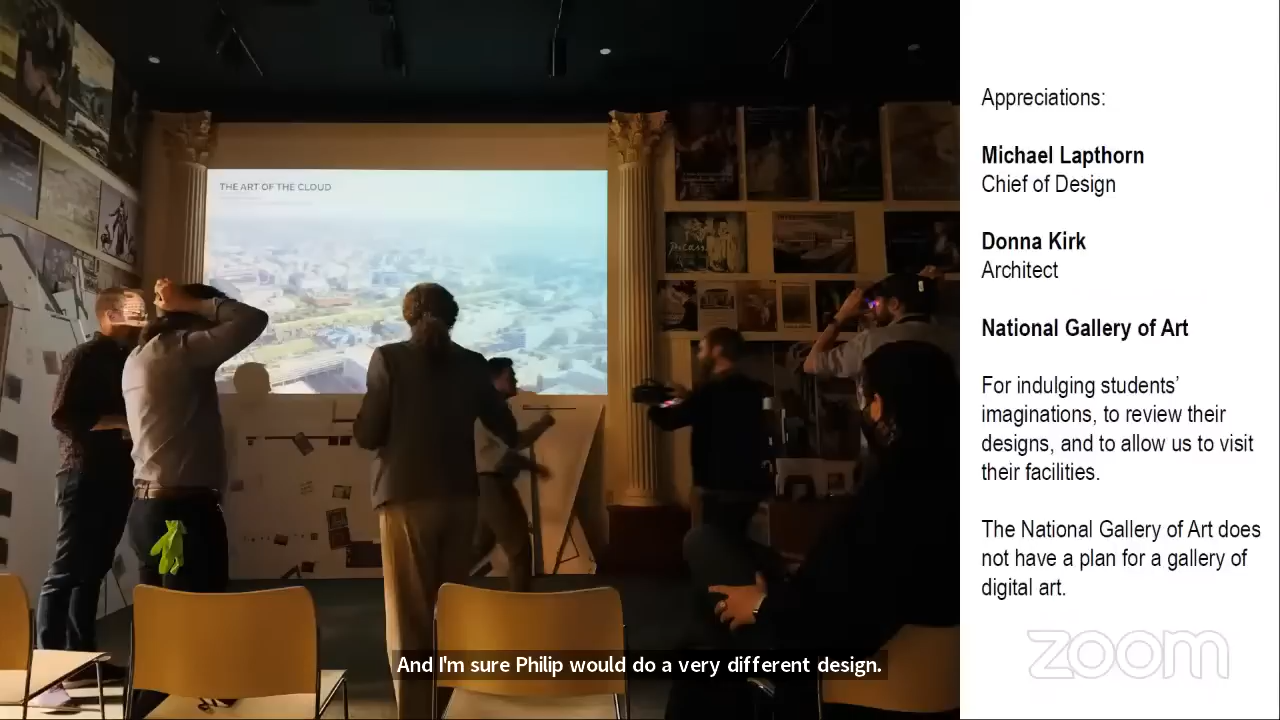 THE ART OF THE CLOUD
Picasso
And I'm sure Philip would do a very different design.
Appreciations:
Michael Lapthorn
Chief of Design
Donna Kirk
Architect
National Gallery of Art
For indulging students’
imaginations, to review their
designs, and to allow us to visit
their facilities.
The National Gallery of Art does
not have a plan for a gallery of
digital art.
zoom